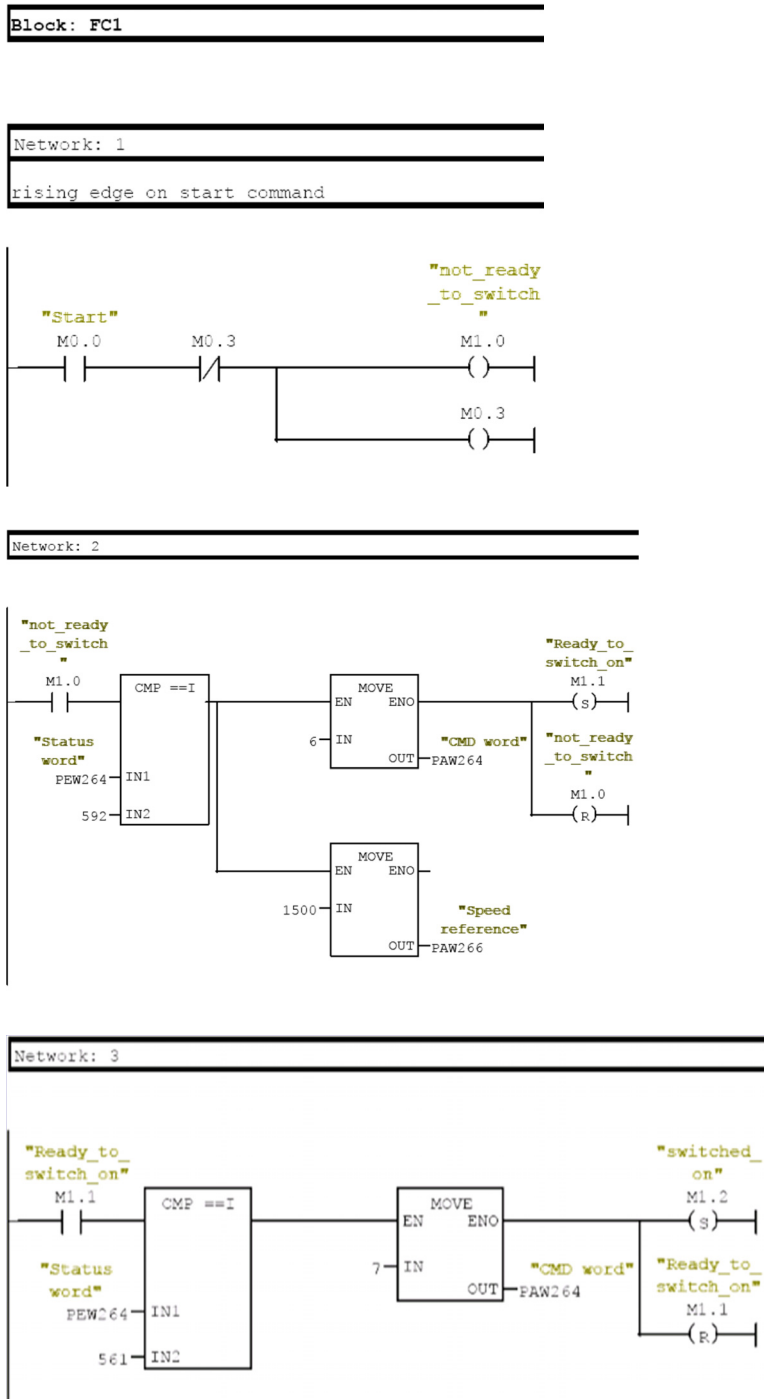 Block: FC1
Network: 1
rising edge on start command
"not_ready
_to_switch
"Start"
"
M0.0 M0.3 M1.0
M0.3
Network: 2
"not_ready
_to_switch
"
M1.0
CMP ==I
MOVE
EN ENO
"Ready_to_
switch_on"
M1.1
S
"Status
word"
PEW264 IN1
592 IN2
6 IN
"CMD word"
OUT PAW264
"not_ready
_to_switch
"
M1.0
R
MOVE
EN ENO
1500 IN
"Speed
reference"
OUT PAW266
Network: 3
"Ready_to_
switch_on"
M1.1
CMP ==I
MOVE
EN ENO
"switched_
on"
M1.2
S
"Status
word"
PEW264 IN1
561 IN2
7 IN
"CMD word"
OUT PAW264
"Ready_to_
switch_on"
M1.1
R